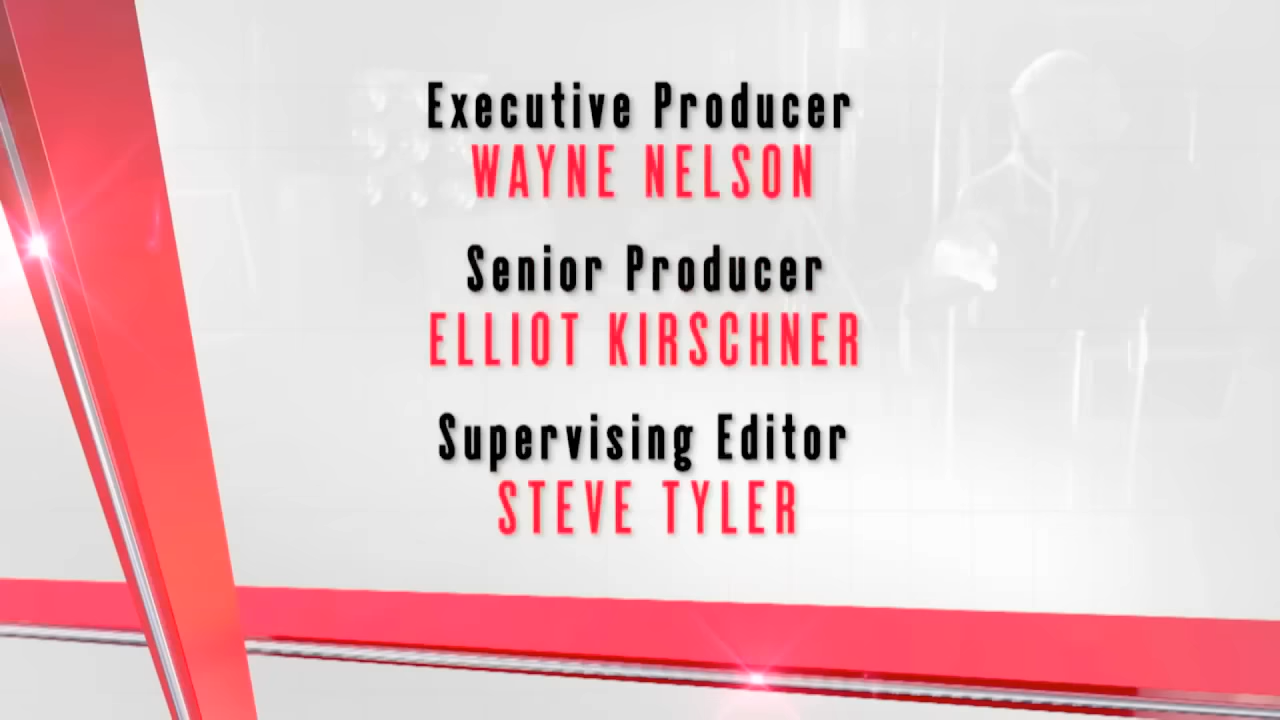 Executive Producer
WAYNE NELSON
Senior Producer
ELLIOT KIRSCHNER
Supervising Editor
STEVE TYLER